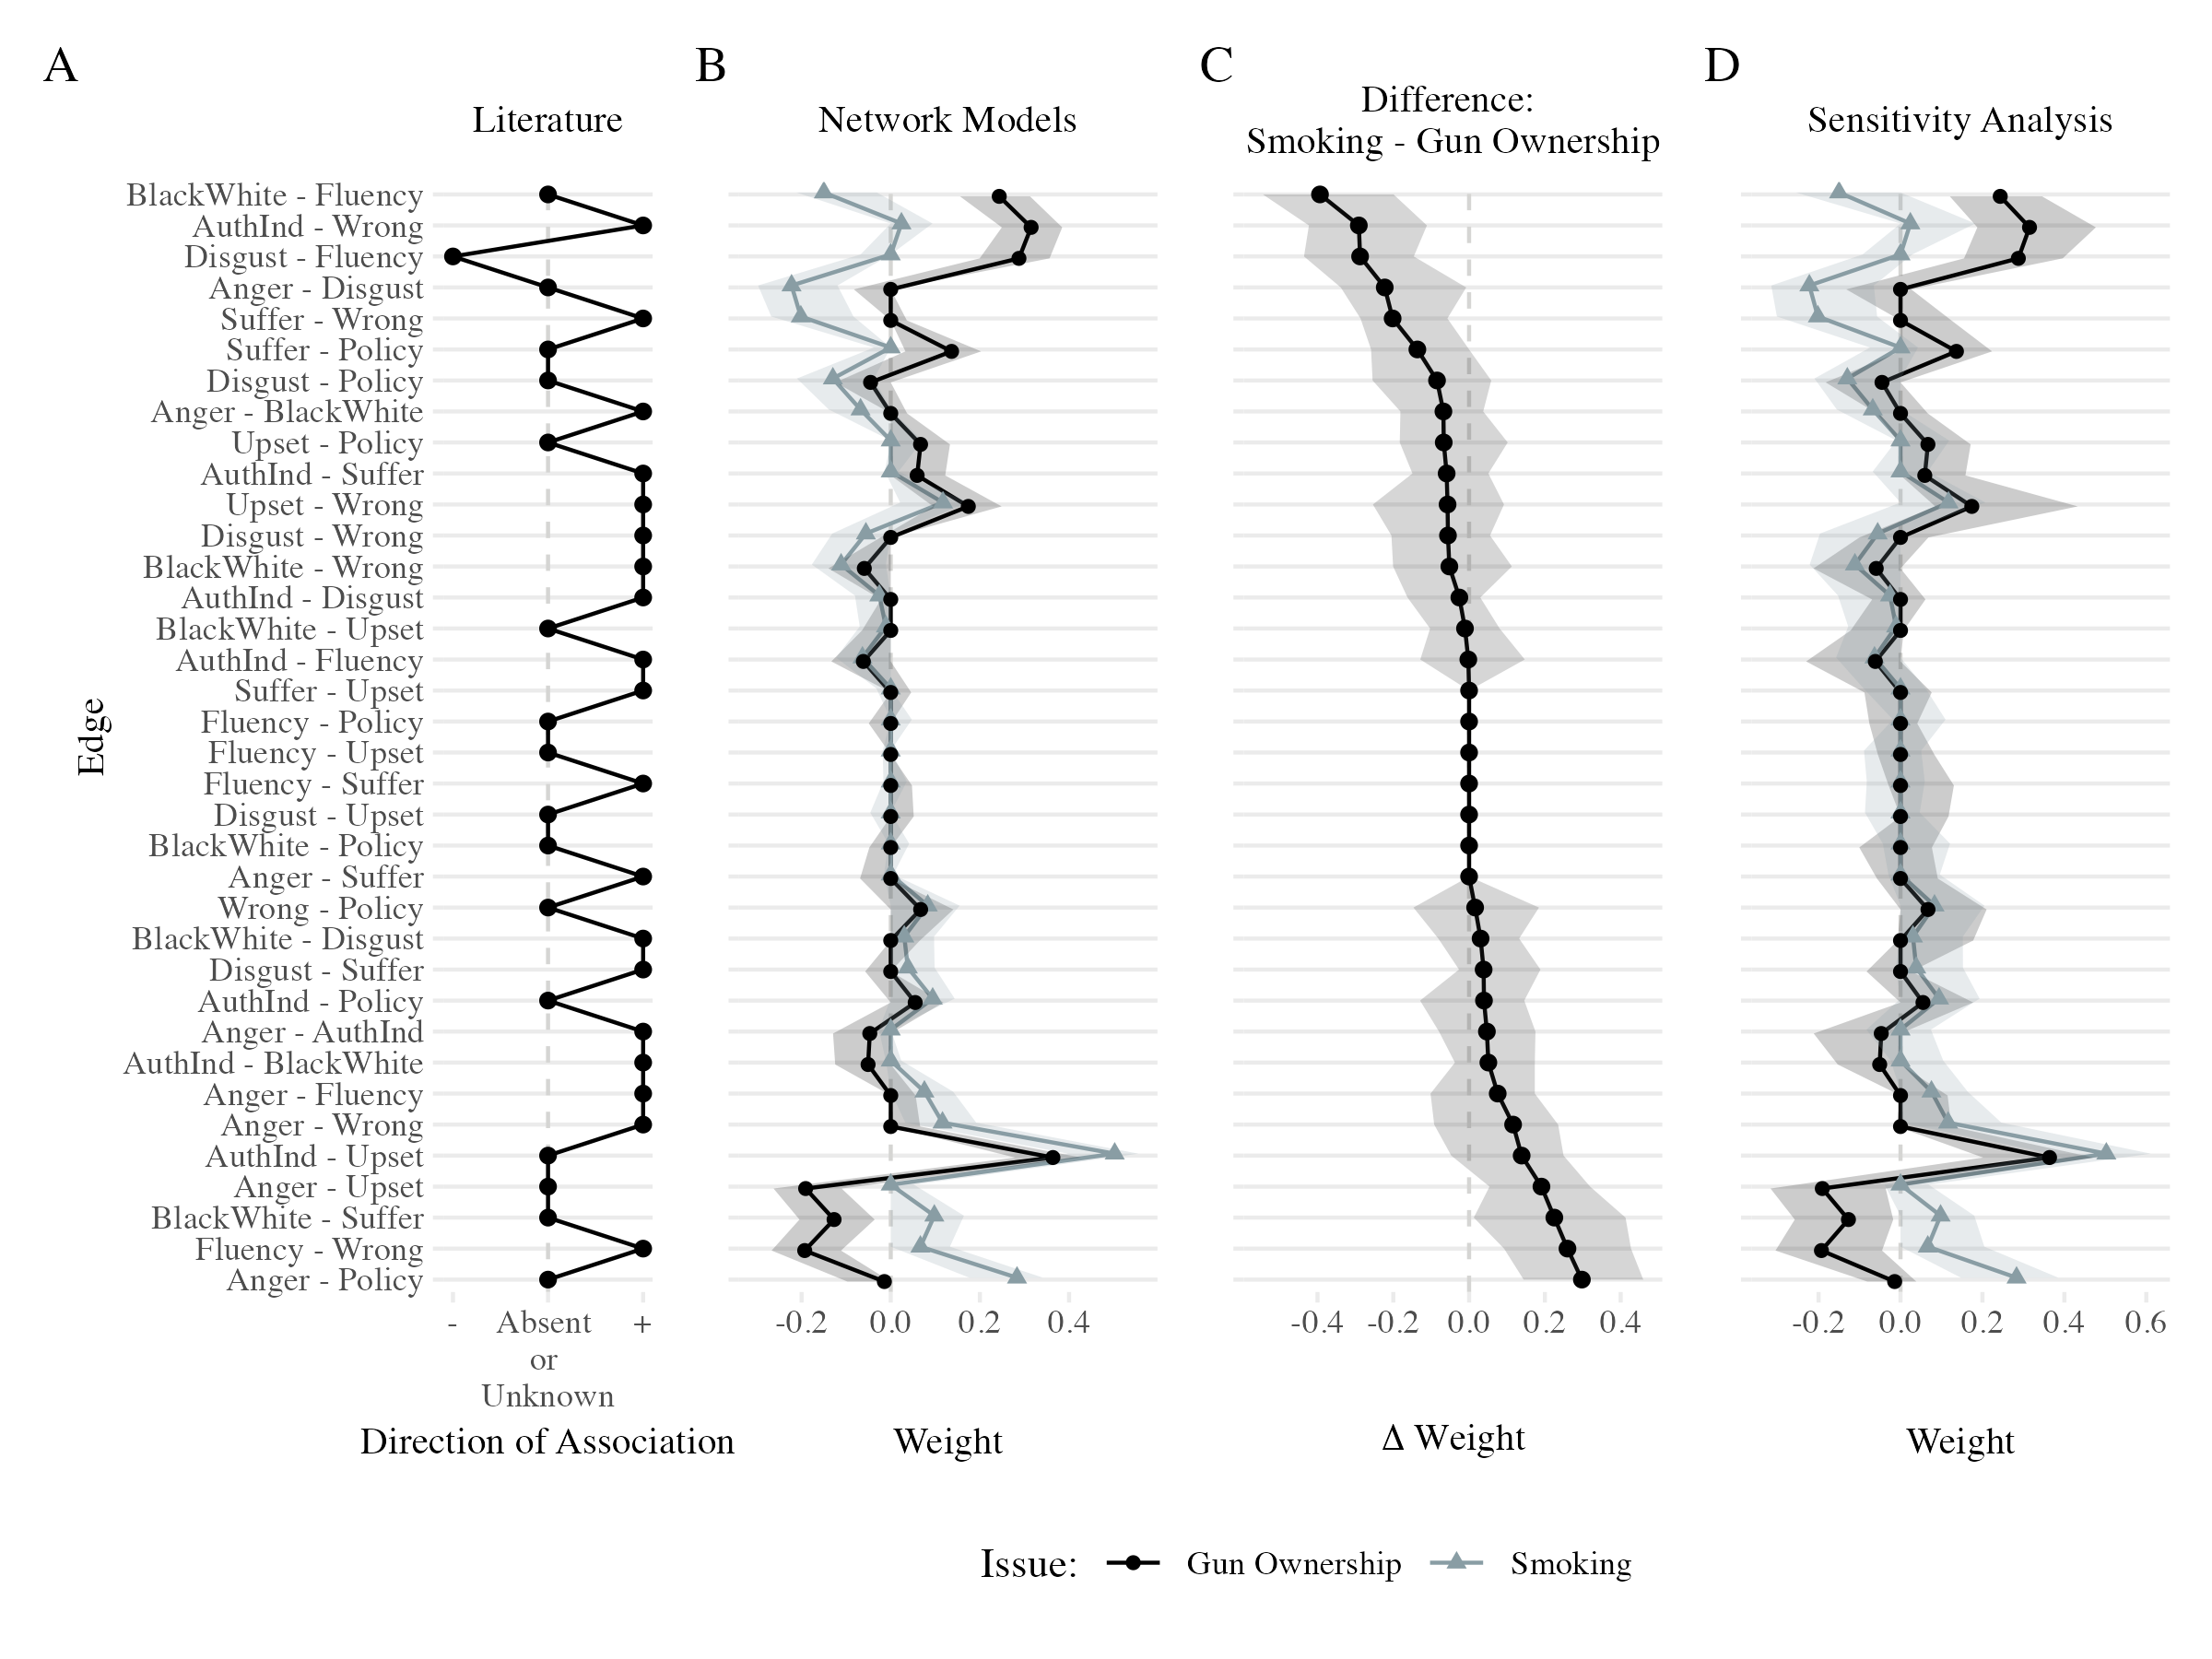 A
B
C
D
Literature
Network Models
Difference:
Smoking - Gun Ownership
Sensitivity Analysis
Edge
BlackWhite - Fluency
AuthInd - Wrong
Disgust - Fluency
Anger - Disgust
Suffer - Wrong
Suffer - Policy
Disgust - Policy
Anger - BlackWhite
Upset - Policy
AuthInd - Suffer
Upset - Wrong
Disgust - Wrong
BlackWhite - Wrong
AuthInd - Disgust
BlackWhite - Upset
AuthInd - Fluency
Suffer - Upset
Fluency - Policy
Fluency - Upset
Fluency - Suffer
Disgust - Upset
BlackWhite - Policy
Anger - Suffer
Wrong - Policy
BlackWhite - Disgust
Disgust - Suffer
AuthInd - Policy
Anger - AuthInd
AuthInd - BlackWhite
Anger - Fluency
Anger - Wrong
AuthInd - Upset
Anger - Upset
BlackWhite - Suffer
Fluency - Wrong
Anger - Policy
- Absent +
or
Unknown
-0.2 0.0 0.2 0.4
-0.4 -0.2 0.0 0.2 0.4
-0.2 0.0 0.2 0.4 0.6
Direction of Association
Weight
Δ Weight
Weight
Issue: Gun Ownership Smoking